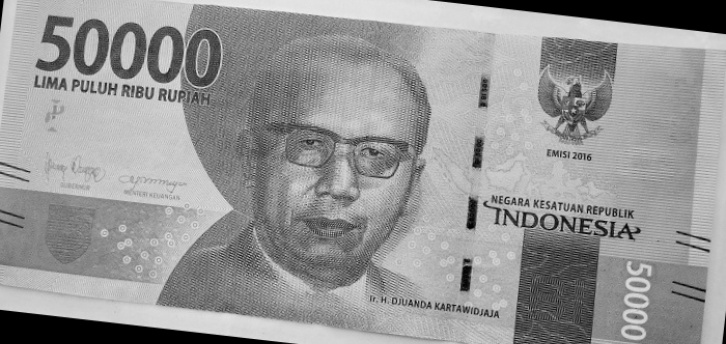 50000
LIMA PULUH RIBU RUPIAH
GUBERNUR
MENTERI KEUANGAN
EMISI 2016
NEGARA KESATUAN REPUBLIK
INDONESIA
Ir. H. DJUANDA KARTAWIDJAJA
50000